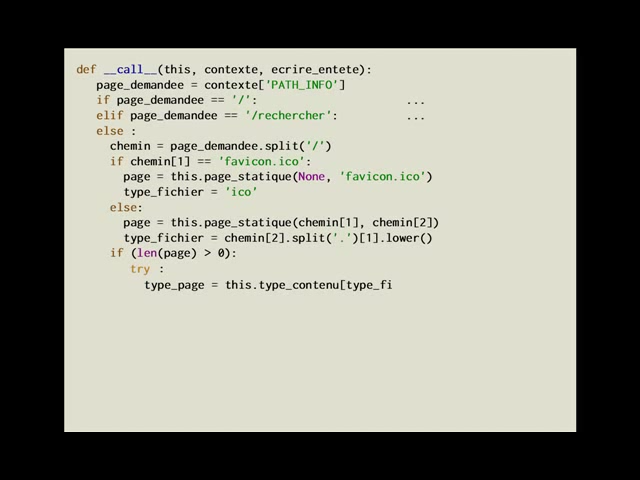 def __call__(this, contexte, ecrire_entete):
page_demandee = contexte['PATH_INFO']
if page_demandee == '/': ...
elif page_demandee == '/rechercher': ...
else :
chemin = page_demandee.split('/')
if chemin[1] == 'favicon.ico':
page = this.page_statique(None, 'favicon.ico')
type_fichier = 'ico'
else:
page = this.page_statique(chemin[1], chemin[2])
type_fichier = chemin[2].split('.')[1].lower()
if (len(page) > 0):
try :
type_page = this.type_contenu[type_fi